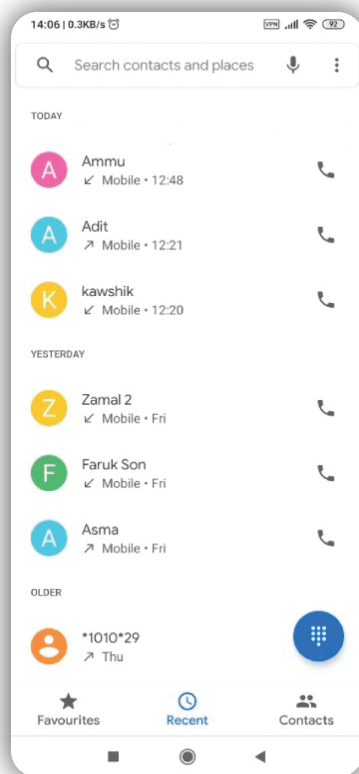 14:06 | 0.3KB/s
VPN 92
Search contacts and places
TODAY
A Ammu
Mobile • 12:48
A Adit
Mobile • 12:21
K kawshik
Mobile • 12:20
YESTERDAY
Z Zamal 2
Mobile • Fri
F Faruk Son
Mobile • Fri
A Asma
Mobile • Fri
OLDER
*1010*29
Thu
Favourites Recent Contacts